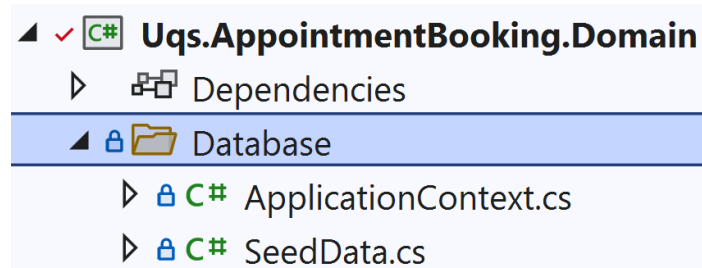 C# Uqs.AppointmentBooking.Domain
Dependencies
Database
C# ApplicationContext.cs
C# SeedData.cs